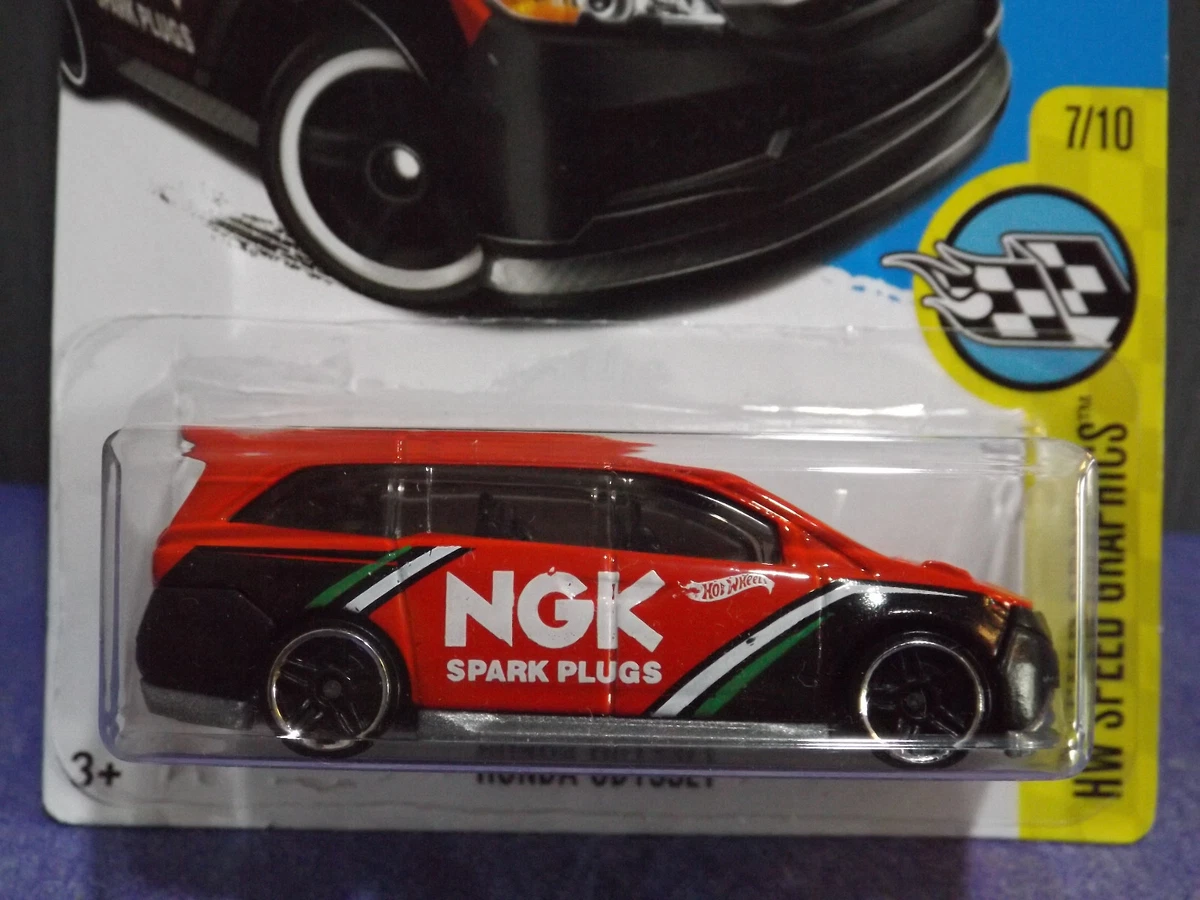 SPARK PLUGS
7/10
NGK
HOT WHEELS
SPARK PLUGS
HW SPEED GRAPHICS™
3+
HONDA ODYSSEY